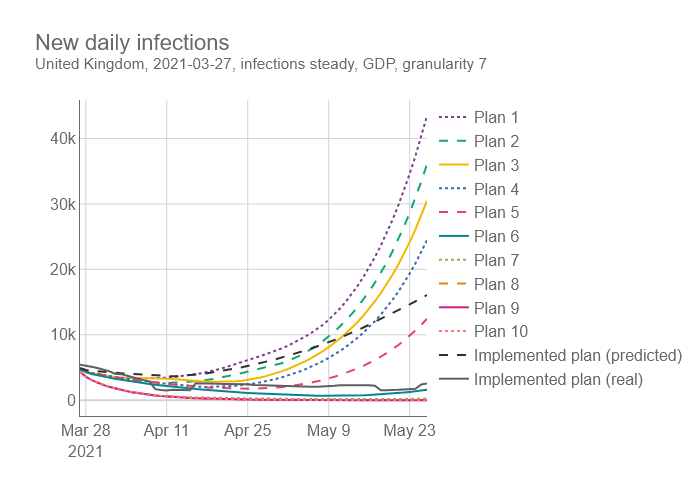 New daily infections
United Kingdom, 2021-03-27, infections steady, GDP, granularity 7
40k
30k
20k
10k
0
Mar 28
2021
Apr 11
Apr 25
May 9
May 23
Plan 1
Plan 2
Plan 3
Plan 4
Plan 5
Plan 6
Plan 7
Plan 8
Plan 9
Plan 10
Implemented plan (predicted)
Implemented plan (real)